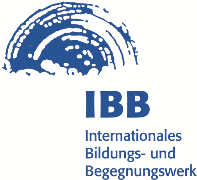 IBB
Internationales
Bildungs- und
Begegnungswerk